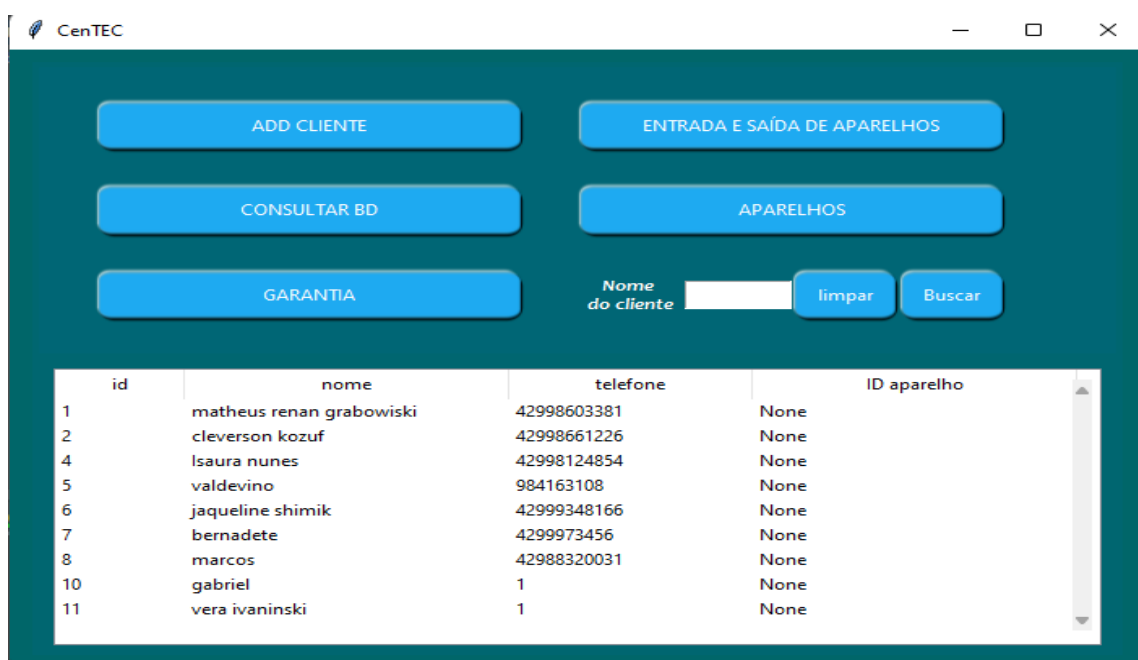 CenTEC
ADD CLIENTE
ENTRADA E SAÍDA DE APARELHOS
CONSULTAR BD
APARELHOS
GARANTIA
Nome
do cliente
limpar
Buscar
id nome telefone ID aparelho
1 matheus renan grabowiski 42998603381 None
2 cleverson kozuf 42998661226 None
4 Isaura nunes 42998124854 None
5 valdevino 984163108 None
6 jaqueline shimik 42999348166 None
7 bernadete 4299973456 None
8 marcos 42988320031 None
10 gabriel 1 None
11 vera ivaninski 1 None